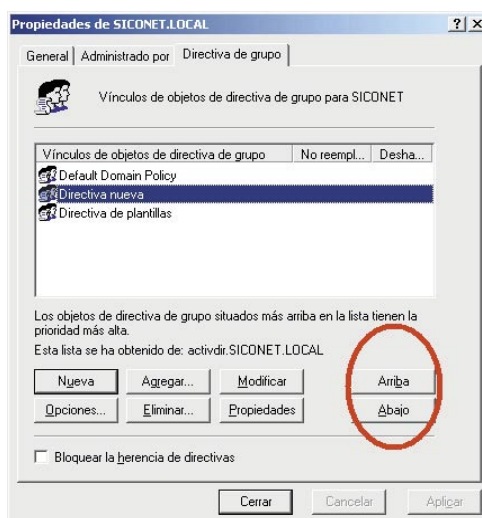 Propiedades de SICONET.LOCAL
General Administrado por Directiva de grupo
Vínculos de objetos de directiva de grupo para SICONET
Vínculos de objetos de directiva de grupo No reempl... Desha...
Default Domain Policy
Directiva nueva
Directiva de plantillas
Los objetos de directiva de grupo situados más arriba en la lista tienen la
prioridad más alta.
Esta lista se ha obtenido de: activdir.SICONET.LOCAL
Nueva Agregar... Modificar Arriba
Opciones... Eliminar... Propiedades Abajo
Bloquear la herencia de directivas
Cerrar Cancelar Aplicar